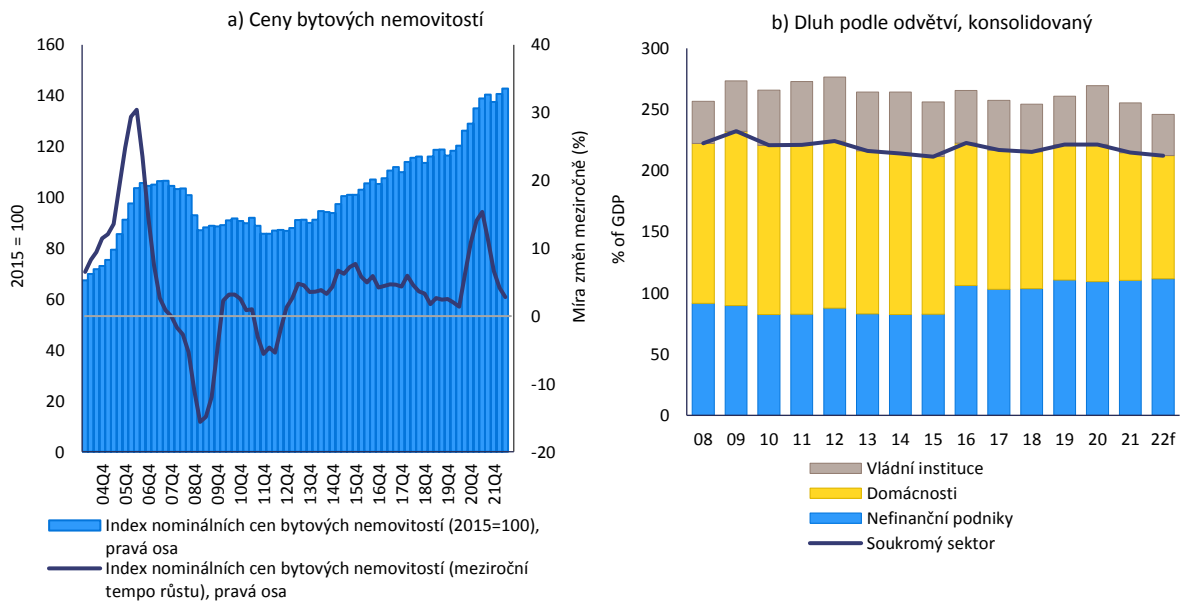 a) Ceny bytových nemovitostí
160
140
120
100
80
60
40
20
0
2015 = 100
40
30
20
10
0
-10
-20
Míra změn meziročně (%)
04Q4
05Q4
06Q4
07Q4
08Q4
09Q4
10Q4
11Q4
12Q4
13Q4
14Q4
15Q4
16Q4
17Q4
18Q4
19Q4
20Q4
21Q4
Index nominálních cen bytových nemovitostí (2015=100),
pravá osa
Index nominálních cen bytových nemovitostí (meziroční
tempo růstu), pravá osa
b) Dluh podle odvětví, konsolidovaný
300
250
200
150
100
50
0
% of GDP
08 09 10 11 12 13 14 15 16 17 18 19 20 21 22f
Vládní instituce
Domácnosti
Nefinanční podniky
Soukromý sektor